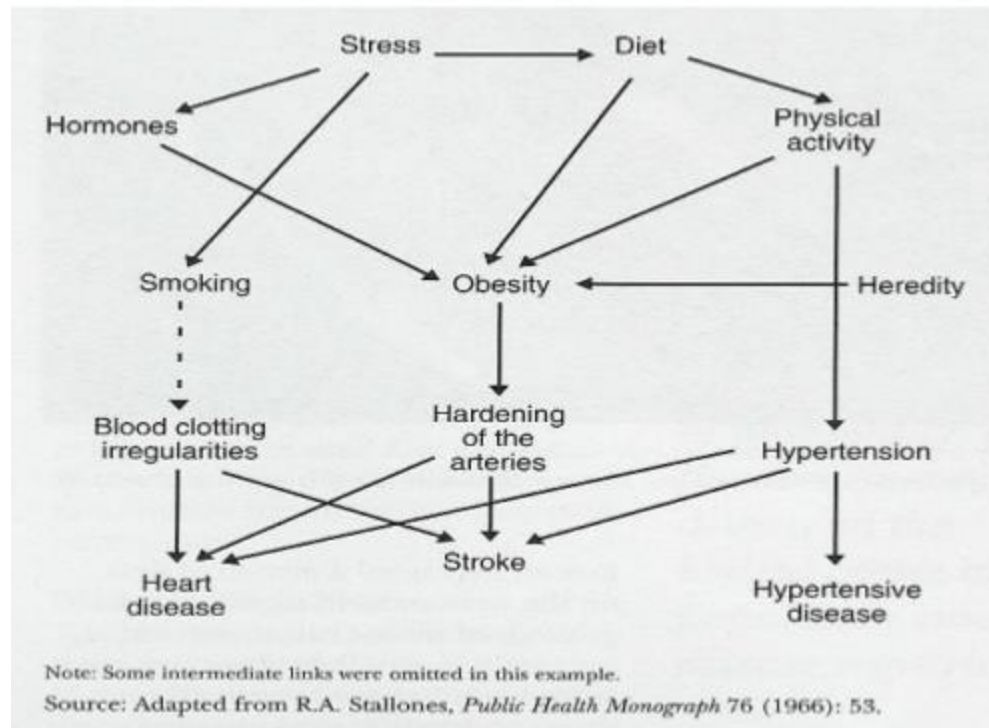 Stress
Diet
Hormones
Physical
activity
Smoking
Obesity
Heredity
Blood clotting
irregularities
Hardening
of the
arteries
Hypertension
Stroke
Heart
disease
Hypertensive
disease
Note: Some intermediate links were omitted in this example.
Source: Adapted from R.A. Stallones, Public Health Monograph 76 (1966): 53.